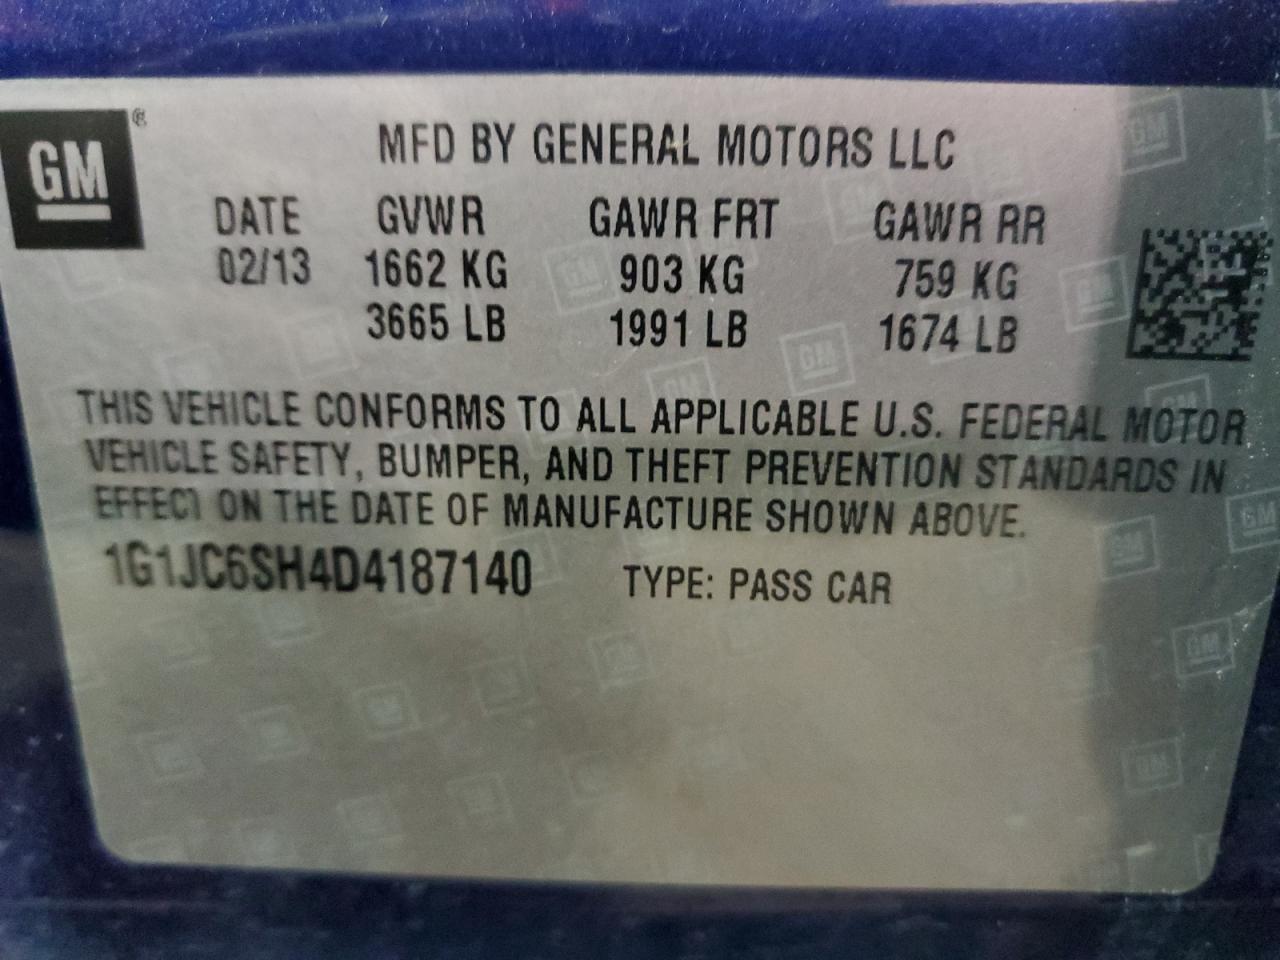 GM®
MFD BY GENERAL MOTORS LLC
DATE GVWR GAWR FRT GAWR RR
02/13 1662 KG 903 KG 759 KG
3665 LB 1991 LB 1674 LB
THIS VEHICLE CONFORMS TO ALL APPLICABLE U.S. FEDERAL MOTOR
VEHICLE SAFETY, BUMPER, AND THEFT PREVENTION STANDARDS IN
EFFECT ON THE DATE OF MANUFACTURE SHOWN ABOVE.
1G1JC6SH4D4187140 TYPE: PASS CAR